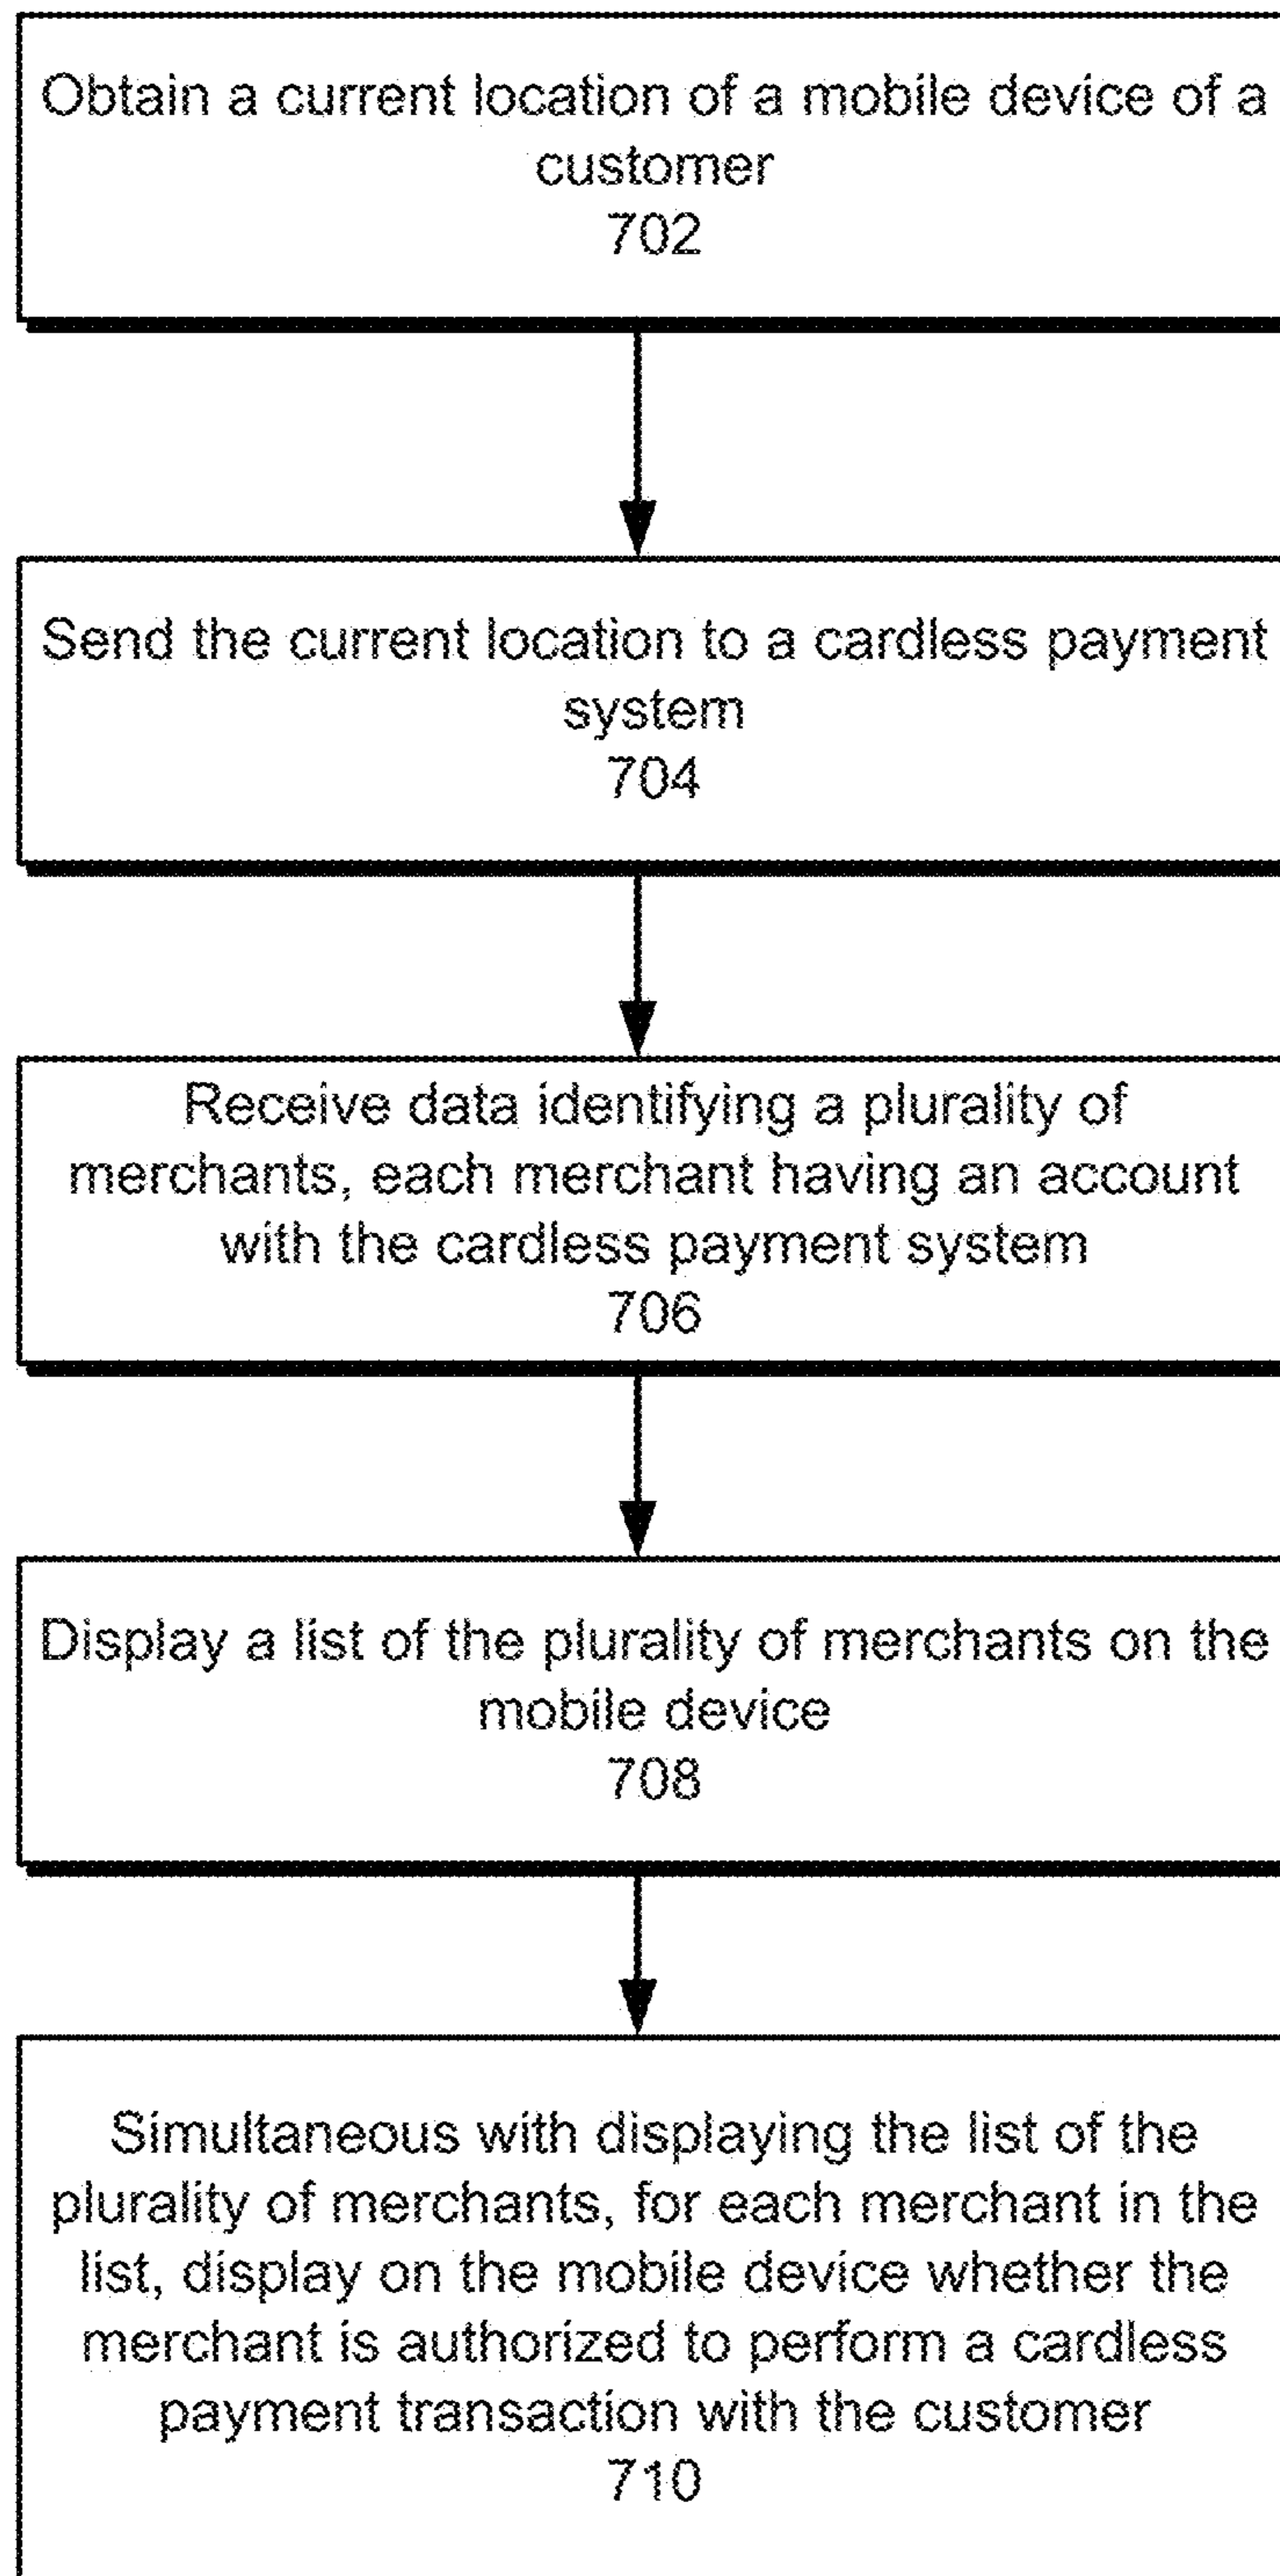 Obtain a current location of a mobile device of a
customer
702
Send the current location to a cardless payment
system
704
Receive data identifying a plurality of
merchants, each merchant having an account
with the cardless payment system
706
Display a list of the plurality of merchants on the
mobile device
708
Simultaneous with displaying the list of the
plurality of merchants, for each merchant in the
list, display on the mobile device whether the
merchant is authorized to perform a cardless
payment transaction with the customer
710